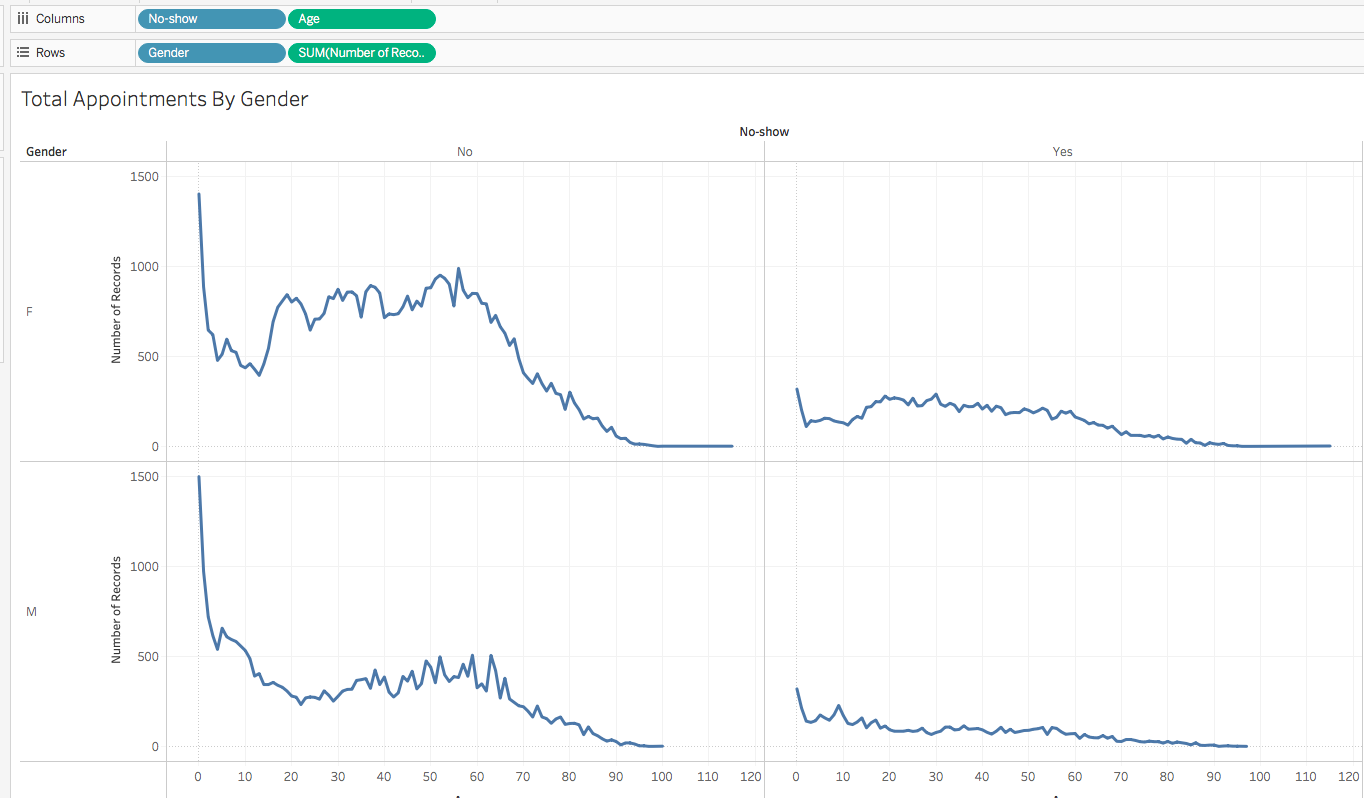 Columns No-show Age
Rows Gender SUM(Number of Reco..
Total Appointments By Gender
No-show
Gender No Yes
1500
1000
500
0
Number of Records
F
1500
1000
500
0
Number of Records
M
0 10 20 30 40 50 60 70 80 90 100 110 120 0 10 20 30 40 50 60 70 80 90 100 110 120